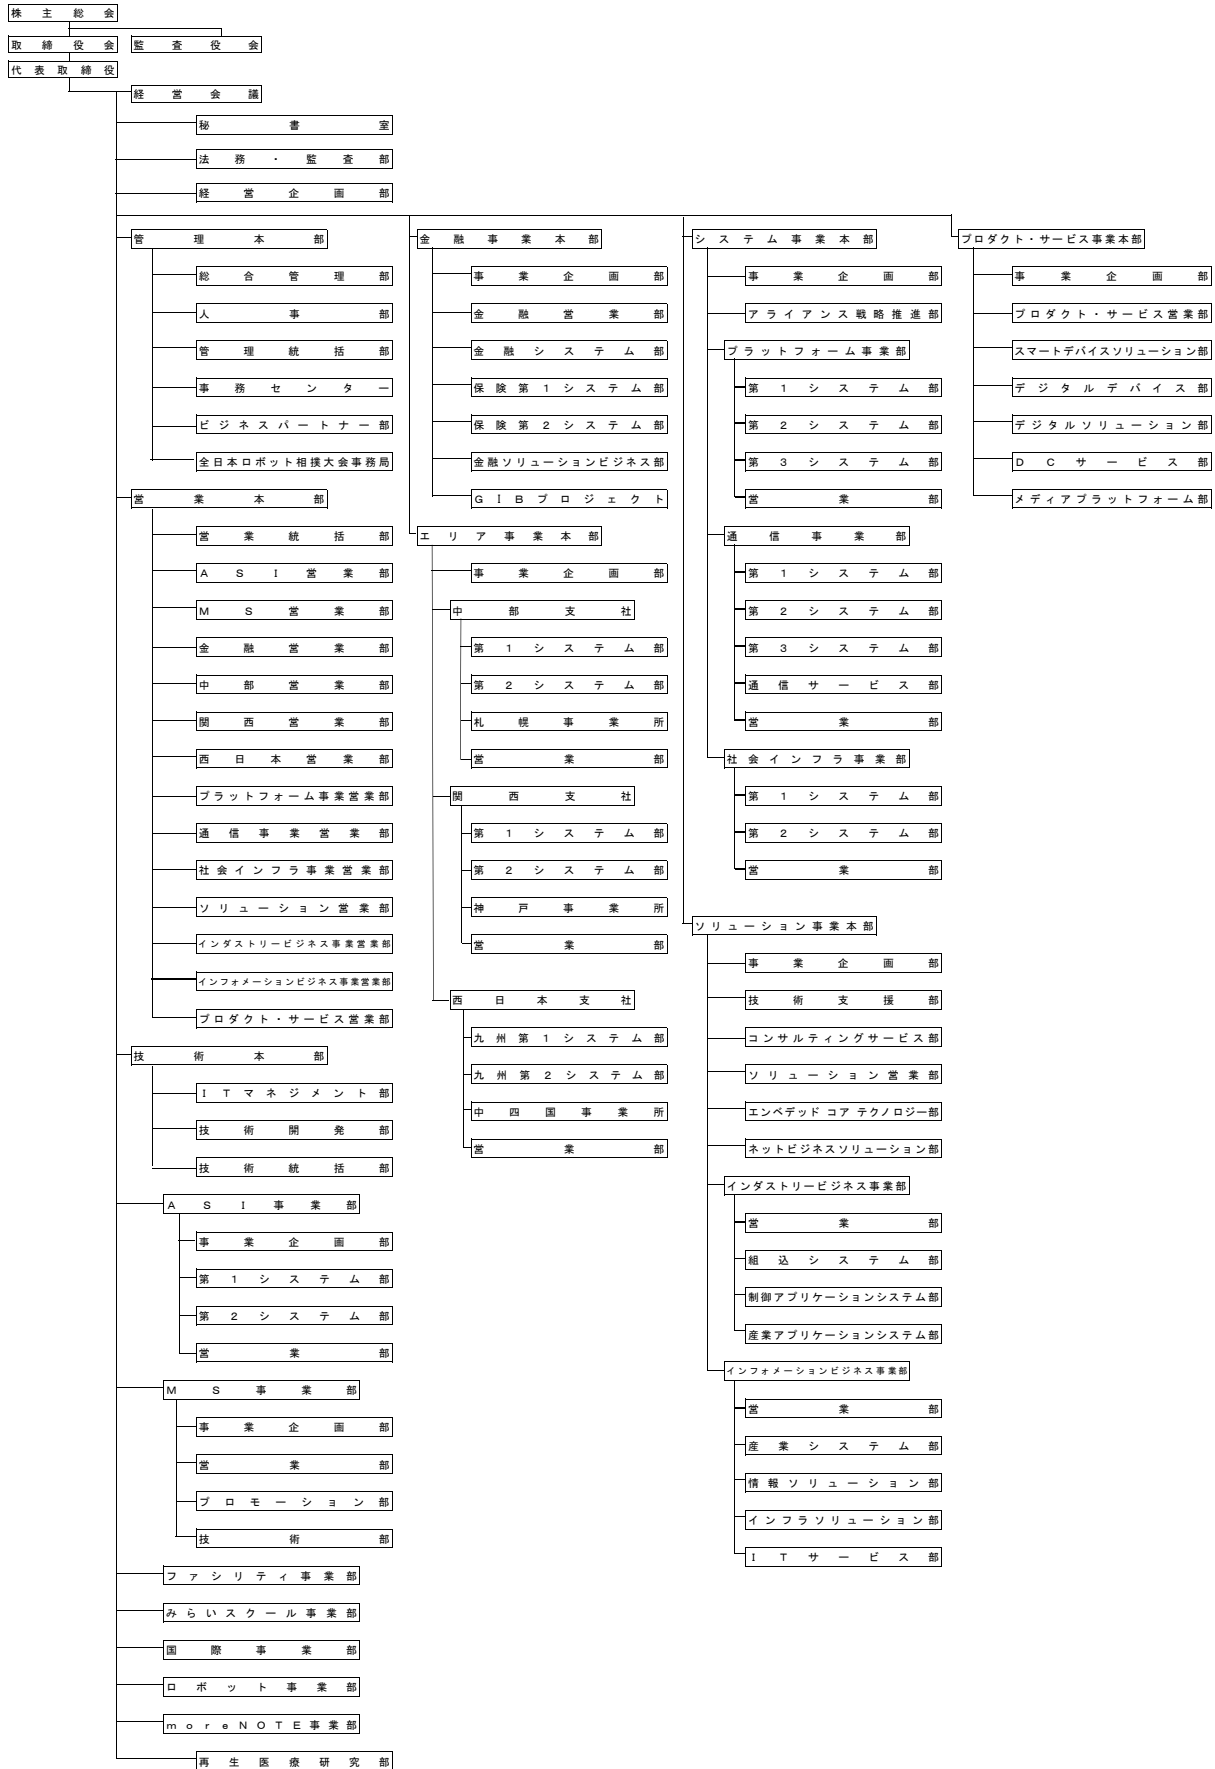 株主総会
取締役会
監査役会
代表取締役
経営会議
秘書室
法務・監査部
経営企画部
管理本部
総合管理部
人事部
管理統括部
事務センター
ビジネスパートナー部
全日本ロボット相撲大会事務局
営業本部
営業統括部
ASI営業部
MS営業部
金融営業部
中部営業部
関西営業部
西日本営業部
プラットフォーム事業営業部
通信事業営業部
社会インフラ事業営業部
ソリューション営業部
インダストリービジネス事業営業部
インフォメーションビジネス事業営業部
プロダクト・サービス営業部
技術本部
ITマネジメント部
技術開発部
技術統括部
ASI事業部
事業企画部
第1システム部
第2システム部
営業部
MS事業部
事業企画部
営業部
プロモーション部
技術部
ファシリティ事業部
みらいスクール事業部
国際事業部
ロボット事業部
moreNOTE事業部
再生医療研究部
金融事業本部
事業企画部
金融営業部
金融システム部
保険第1システム部
保険第2システム部
金融ソリューションビジネス部
GIBプロジェクト
エリア事業本部
事業企画部
中部支社
第1システム部
第2システム部
札幌事業所
営業部
関西支社
第1システム部
第2システム部
神戸事業所
営業部
西日本支社
九州第1システム部
九州第2システム部
中四国事業所
営業部
システム事業本部
事業企画部
アライアンス戦略推進部
プラットフォーム事業部
第1システム部
第2システム部
第3システム部
営業部
通信事業部
第1システム部
第2システム部
第3システム部
通信サービス部
営業部
社会インフラ事業部
第1システム部
第2システム部
営業部
ソリューション事業本部
事業企画部
技術支援部
コンサルティングサービス部
ソリューション営業部
エンベデッド コア テクノロジー部
ネットビジネスソリューション部
インダストリービジネス事業部
営業部
組込システム部
制御アプリケーションシステム部
産業アプリケーションシステム部
インフォメーションビジネス事業部
営業部
産業システム部
情報ソリューション部
インフラソリューション部
ITサービス部
プロダクト・サービス事業本部
事業企画部
プロダクト・サービス営業部
スマートデバイスソリューション部
デジタルデバイス部
デジタルソリューション部
DCサービス部
メディアプラットフォーム部